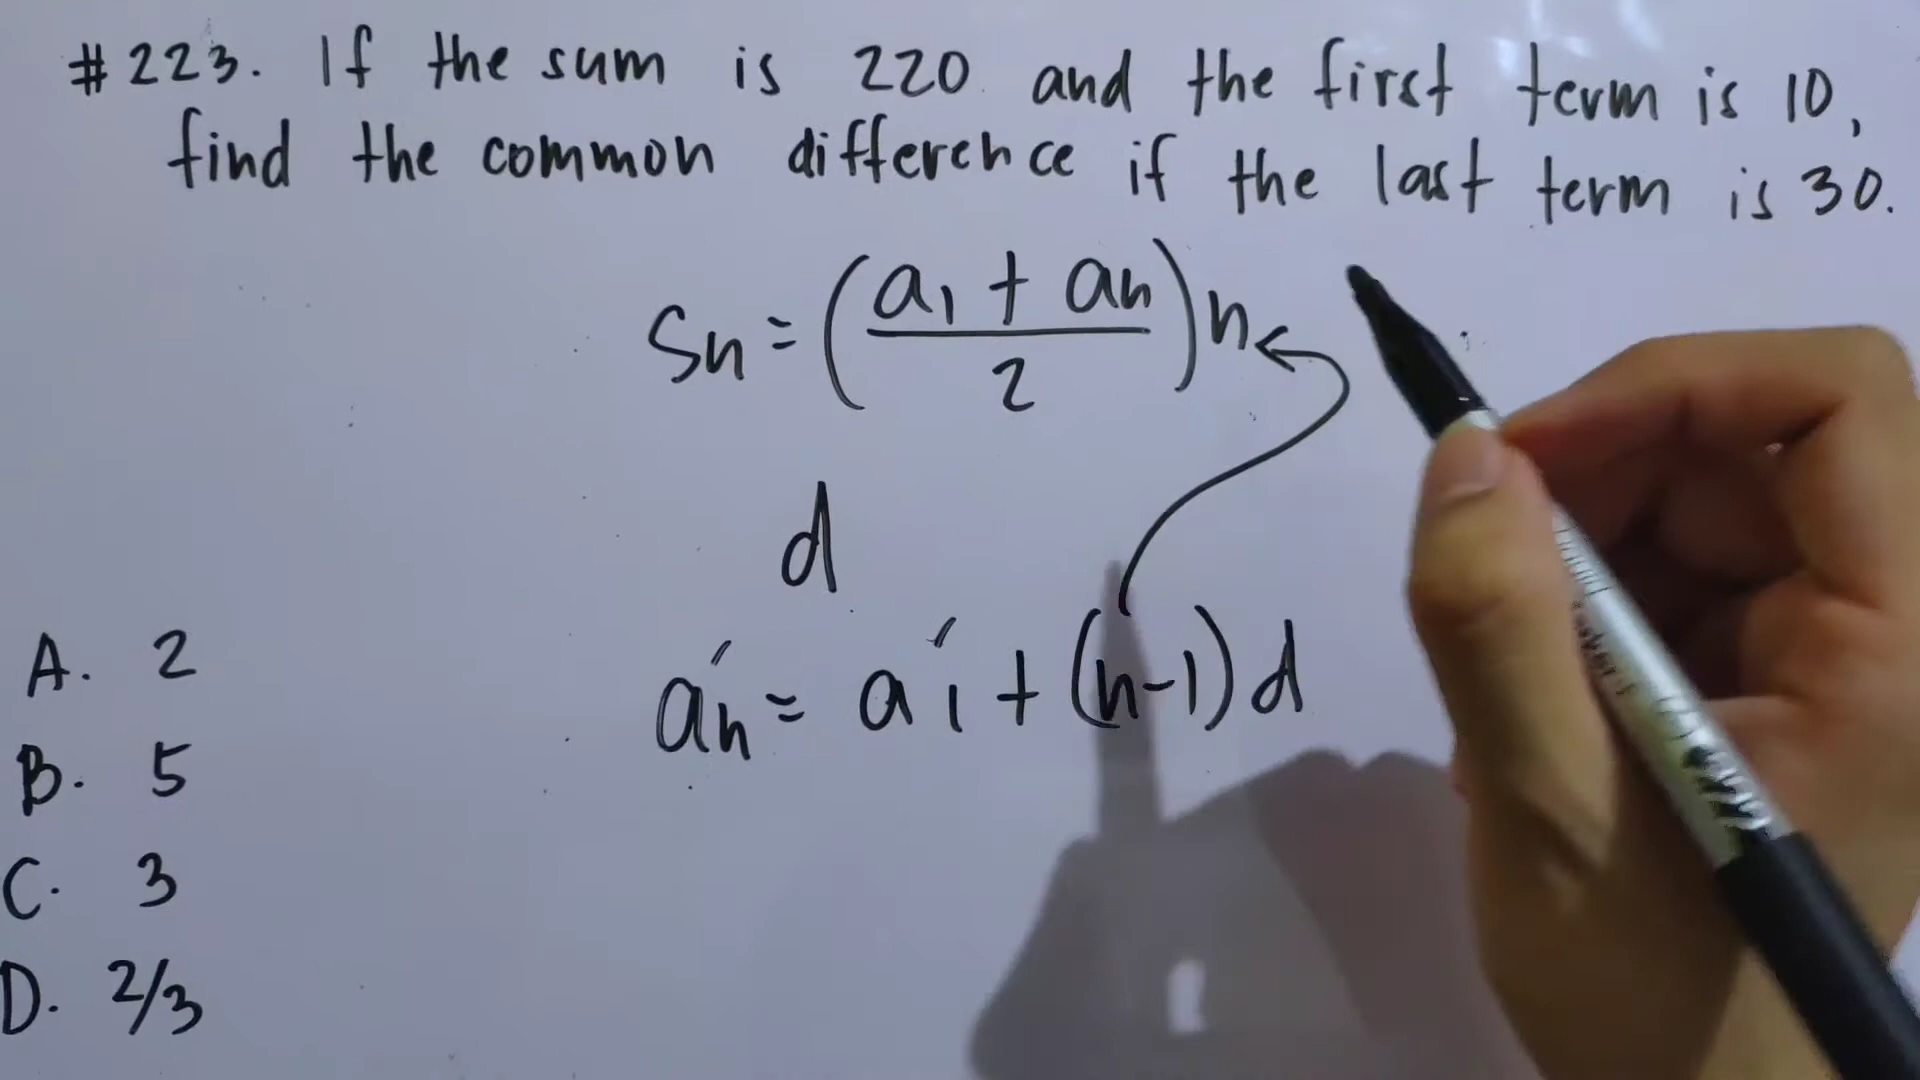 #223. If the sum is 220 and the first term is 10,
find the common difference if the last term is 30.
Sn = (a1 + an / 2) n
d
an = a1 + (n-1) d
A. 2
B. 5
C. 3
D. 2/3